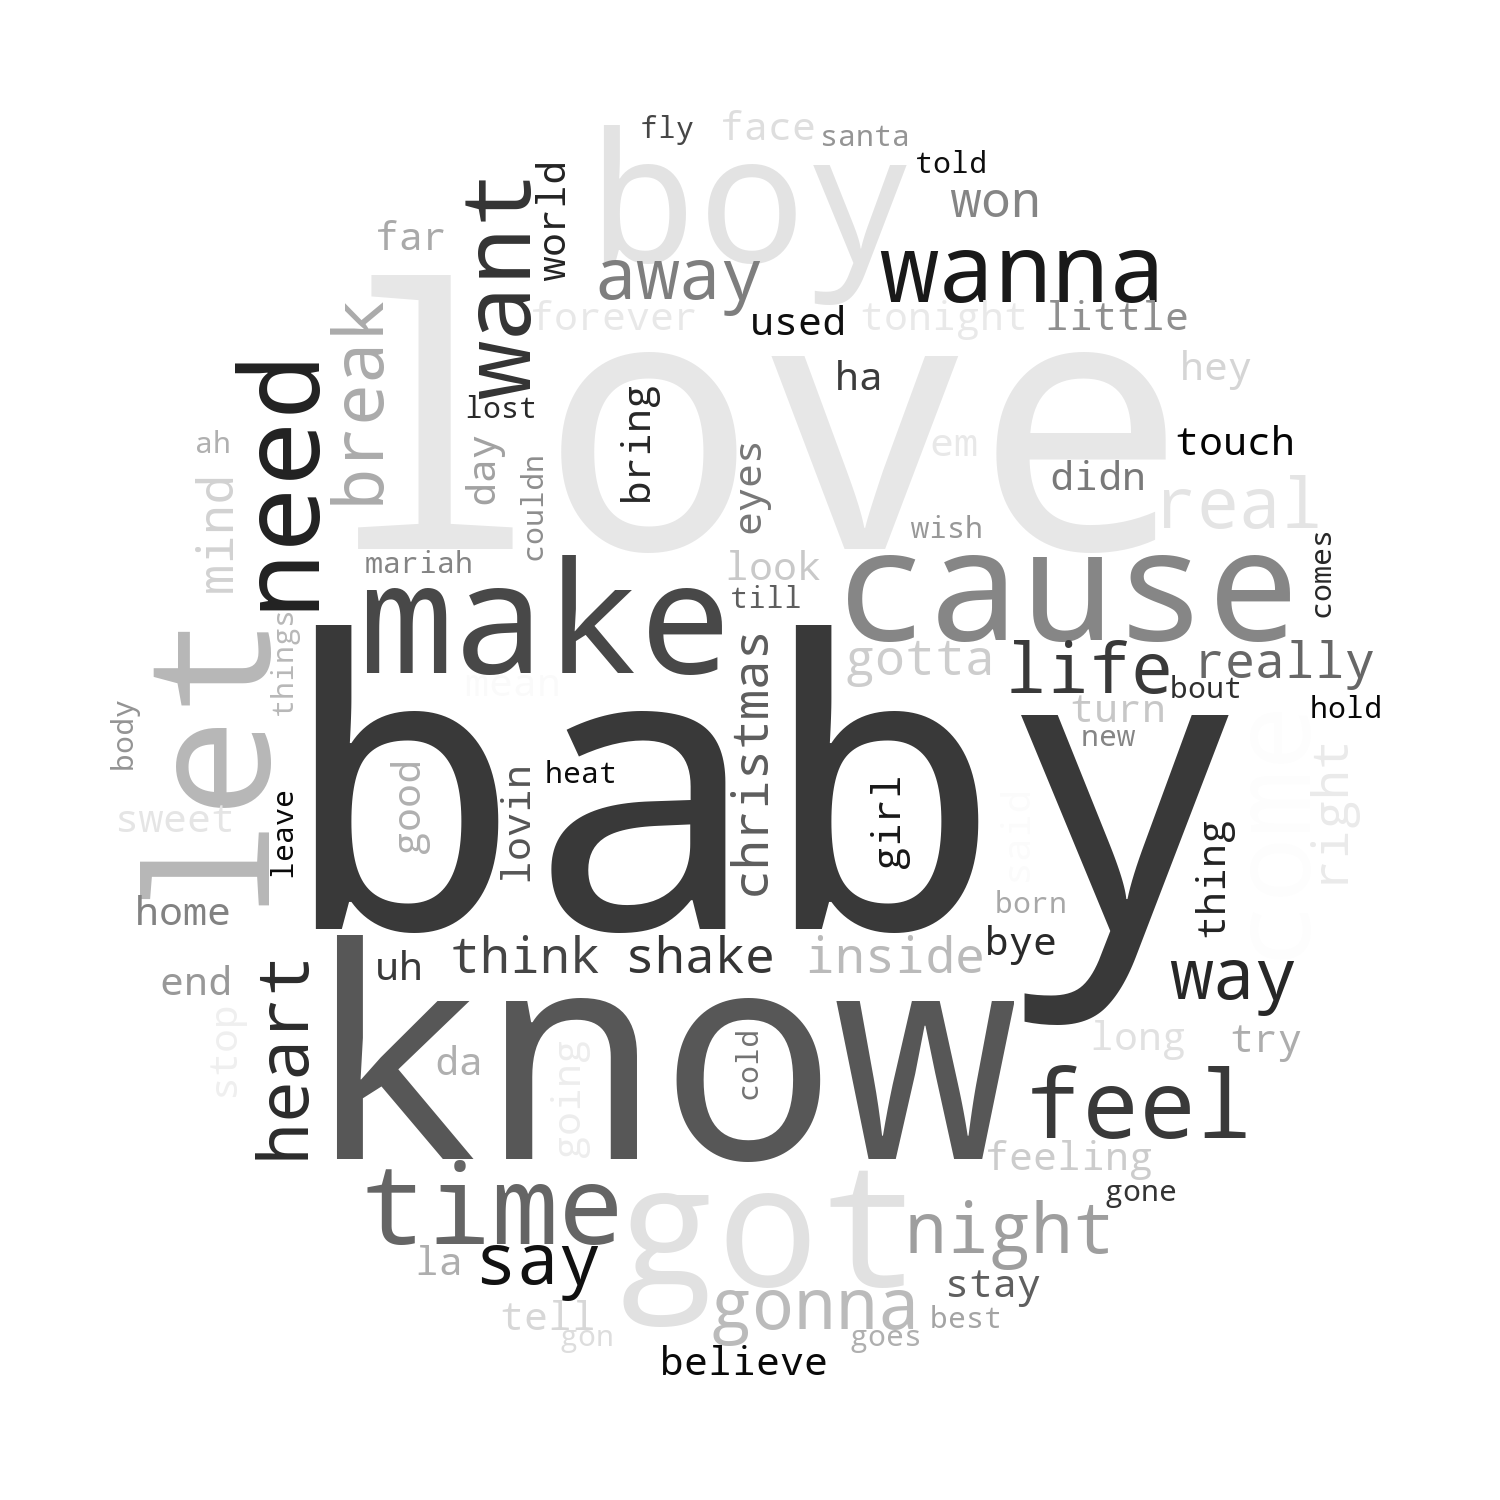 fly
face
santa
boy
told
won
want
world
far
away
wanna
love
break
forever
used
tonight
little
need
ha
hey
lost
bring
ah
day
eyes
em
touch
couldn
didn
real
mind
wish
mariah
make
look
cause
comes
till
things
let
christmas
gotta
life
really
mean
baby
bout
hold
body
turn
new
come
good
lovin
heat
girl
said
right
sweet
leave
thing
home
born
know
uh
think
shake
inside
bye
way
end
heart
stop
da
going
cold
long
try
feel
feeling
time
got
gone
night
la
say
stay
tell
gonna
gon
goes
best
believe